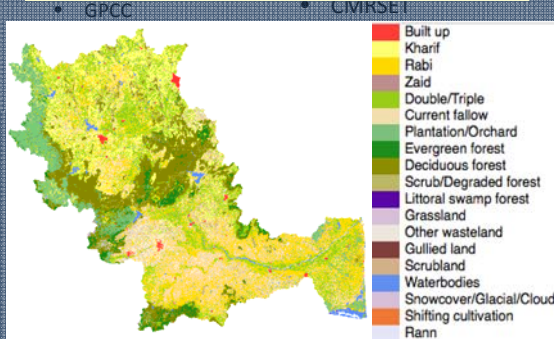 • GPCC
• CMRSET
Built up
Kharif
Rabi
Zaid
Double/Triple
Current fallow
Plantation/Orchard
Evergreen forest
Deciduous forest
Scrub/Degraded forest
Littoral swamp forest
Grassland
Other wasteland
Gullied land
Scrubland
Waterbodies
Snowcover/Glacial/Cloud
Shifting cultivation
Rann